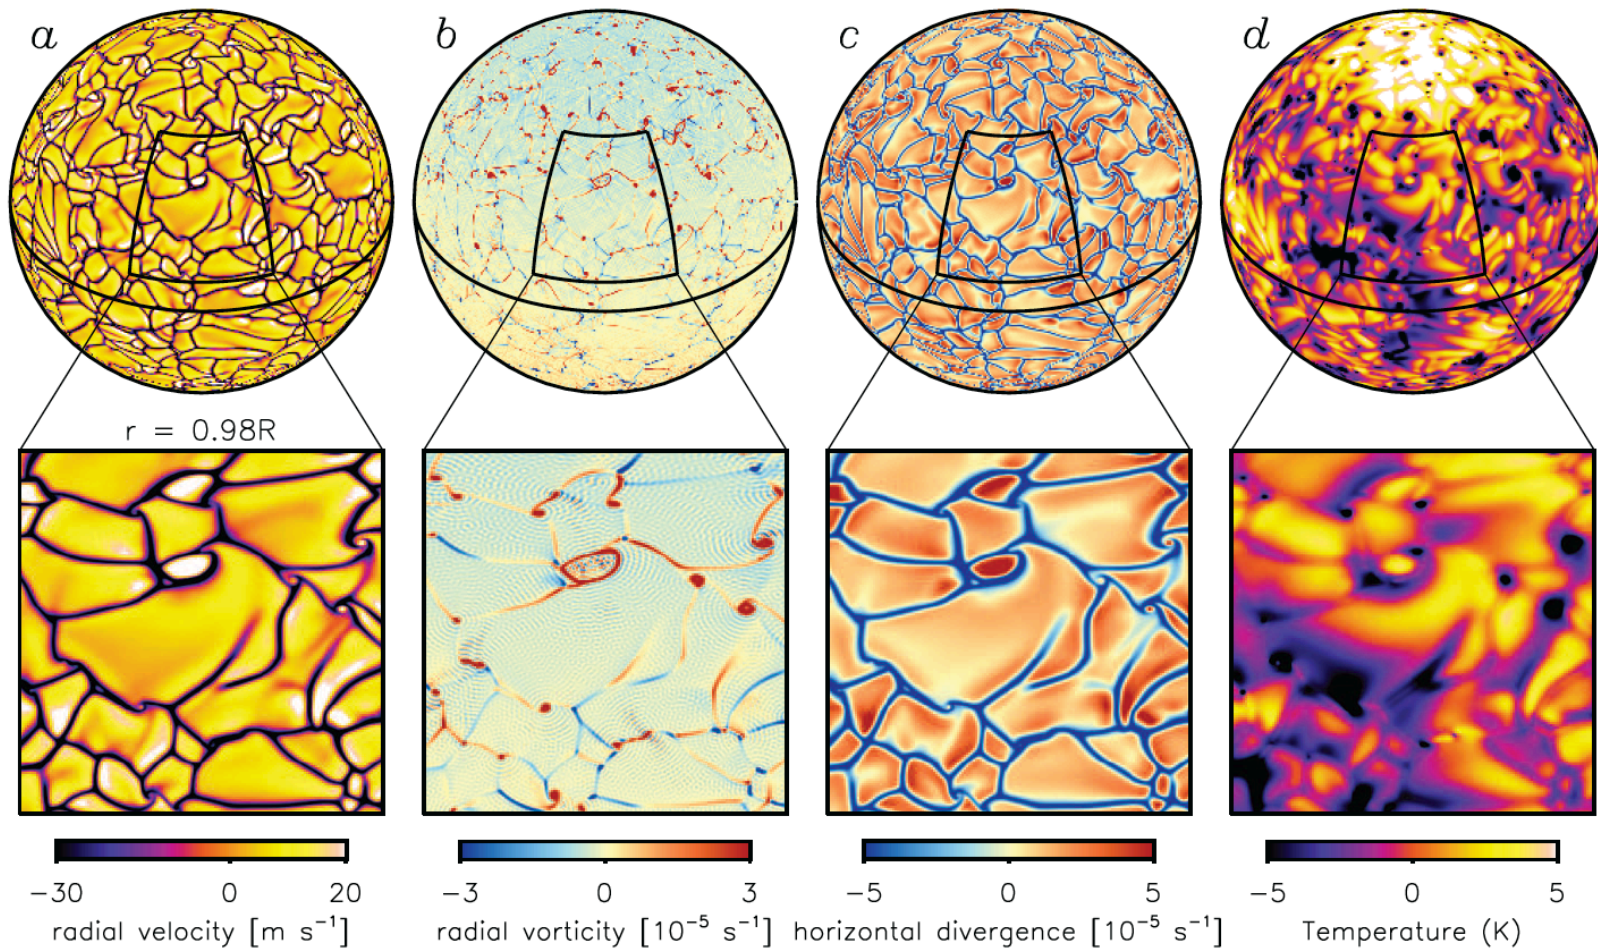 a b c d
r = 0.98R
−30 0 20 −3 0 3 −5 0 5 −5 0 5
radial velocity [m s⁻¹] radial vorticity [10⁻⁵ s⁻¹] horizontal divergence [10⁻⁵ s⁻¹] Temperature (K)